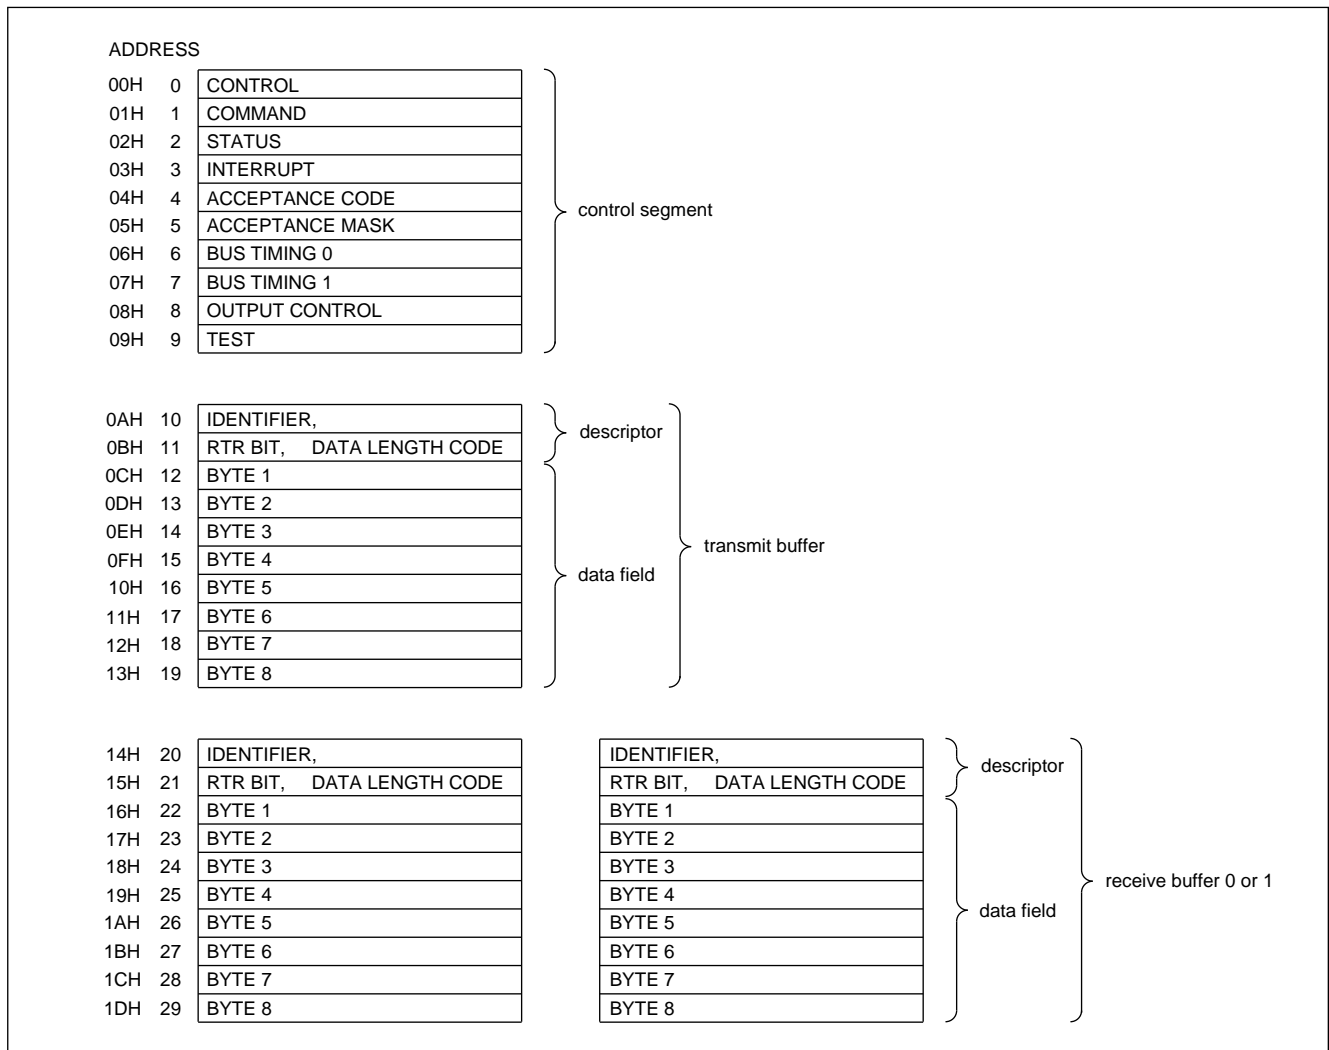 ADDRESS
00H 0 CONTROL
01H 1 COMMAND
02H 2 STATUS
03H 3 INTERRUPT
04H 4 ACCEPTANCE CODE
control segment
05H 5 ACCEPTANCE MASK
06H 6 BUS TIMING 0
07H 7 BUS TIMING 1
08H 8 OUTPUT CONTROL
09H 9 TEST
0AH 10 IDENTIFIER,
descriptor
0BH 11 RTR BIT, DATA LENGTH CODE
0CH 12 BYTE 1
0DH 13 BYTE 2
0EH 14 BYTE 3
transmit buffer
0FH 15 BYTE 4
data field
10H 16 BYTE 5
11H 17 BYTE 6
12H 18 BYTE 7
13H 19 BYTE 8
14H 20 IDENTIFIER, IDENTIFIER,
descriptor
15H 21 RTR BIT, DATA LENGTH CODE RTR BIT, DATA LENGTH CODE
16H 22 BYTE 1 BYTE 1
17H 23 BYTE 2 BYTE 2
18H 24 BYTE 3 BYTE 3
receive buffer 0 or 1
19H 25 BYTE 4 BYTE 4
data field
1AH 26 BYTE 5 BYTE 5
1BH 27 BYTE 6 BYTE 6
1CH 28 BYTE 7 BYTE 7
1DH 29 BYTE 8 BYTE 8